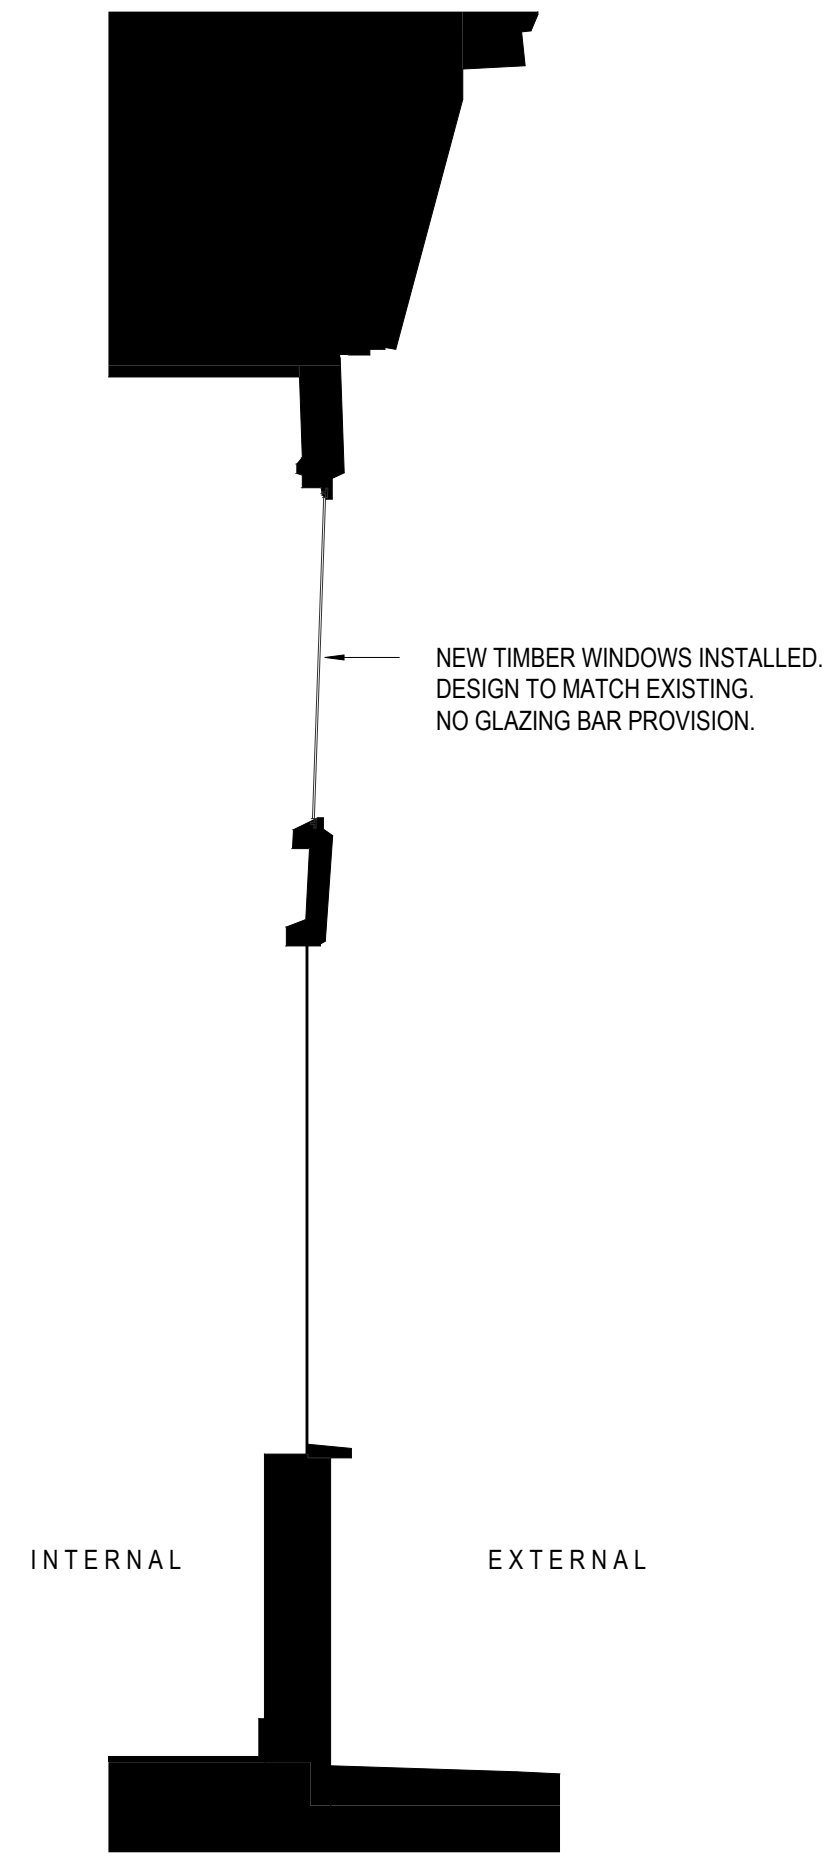 NEW TIMBER WINDOWS INSTALLED.
DESIGN TO MATCH EXISTING.
NO GLAZING BAR PROVISION.
INTERNAL
EXTERNAL